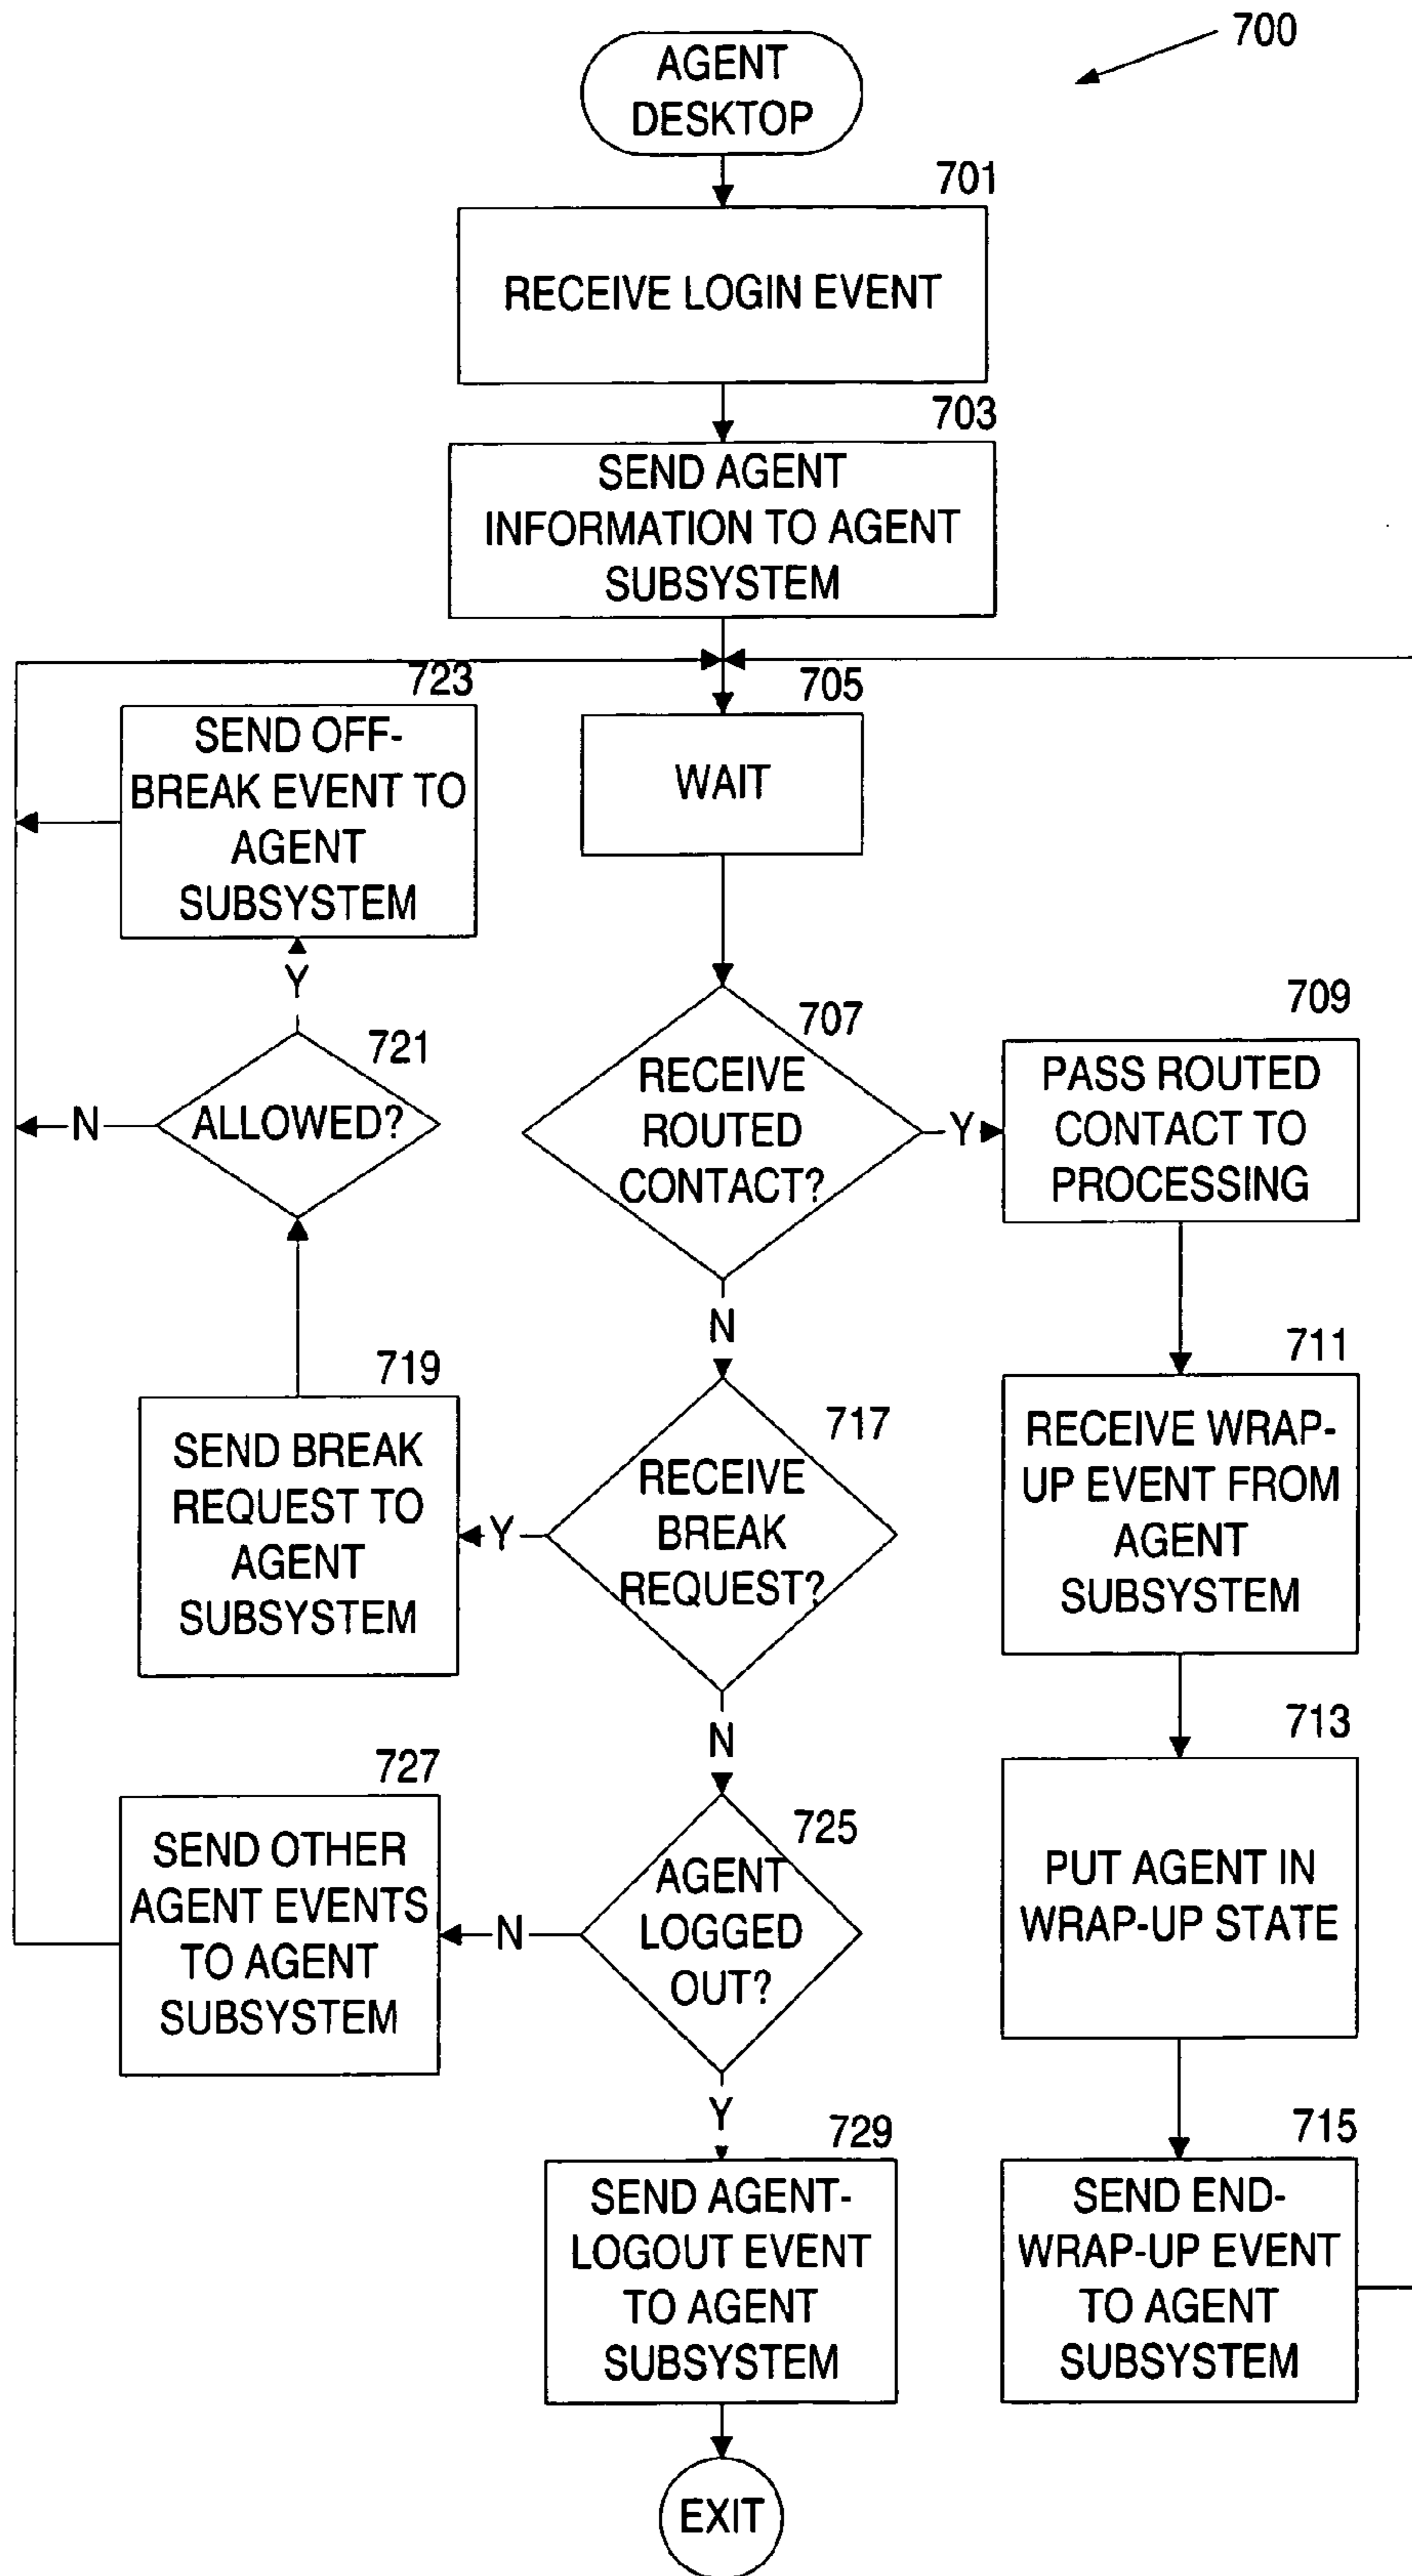 700
AGENT
DESKTOP
701
RECEIVE LOGIN EVENT
703
SEND AGENT
INFORMATION TO AGENT
SUBSYSTEM
723
SEND OFF-
BREAK EVENT TO
AGENT
SUBSYSTEM
705
WAIT
Y
721
ALLOWED?
N
707
RECEIVE
ROUTED
CONTACT?
Y
N
709
PASS ROUTED
CONTACT TO
PROCESSING
719
SEND BREAK
REQUEST TO
AGENT
SUBSYSTEM
717
RECEIVE
BREAK
REQUEST?
Y
N
711
RECEIVE WRAP-
UP EVENT FROM
AGENT
SUBSYSTEM
713
PUT AGENT IN
WRAP-UP STATE
727
SEND OTHER
AGENT EVENTS
TO AGENT
SUBSYSTEM
725
AGENT
LOGGED
OUT?
N
Y
729
SEND AGENT-
LOGOUT EVENT
TO AGENT
SUBSYSTEM
715
SEND END-
WRAP-UP EVENT
TO AGENT
SUBSYSTEM
EXIT